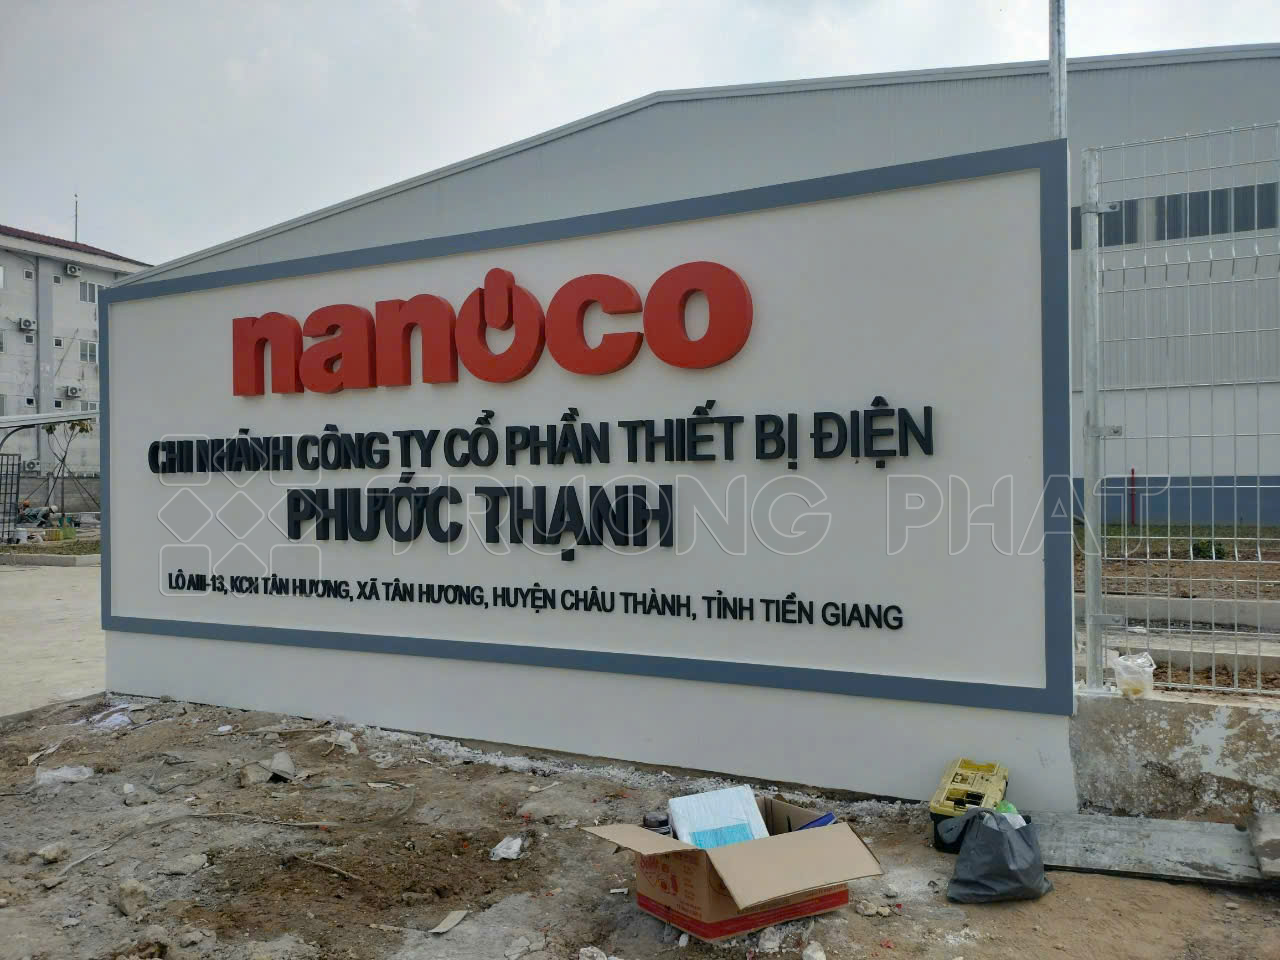 nanoco
CHI NHÁNH CÔNG TY CỔ PHẦN THIẾT BỊ ĐIỆN
PHƯỚC THẠNH
LÔ AIII-13, KCN TÂN HƯƠNG, XÃ TÂN HƯƠNG, HUYỆN CHÂU THÀNH, TỈNH TIỀN GIANG
TRUONG PHAT